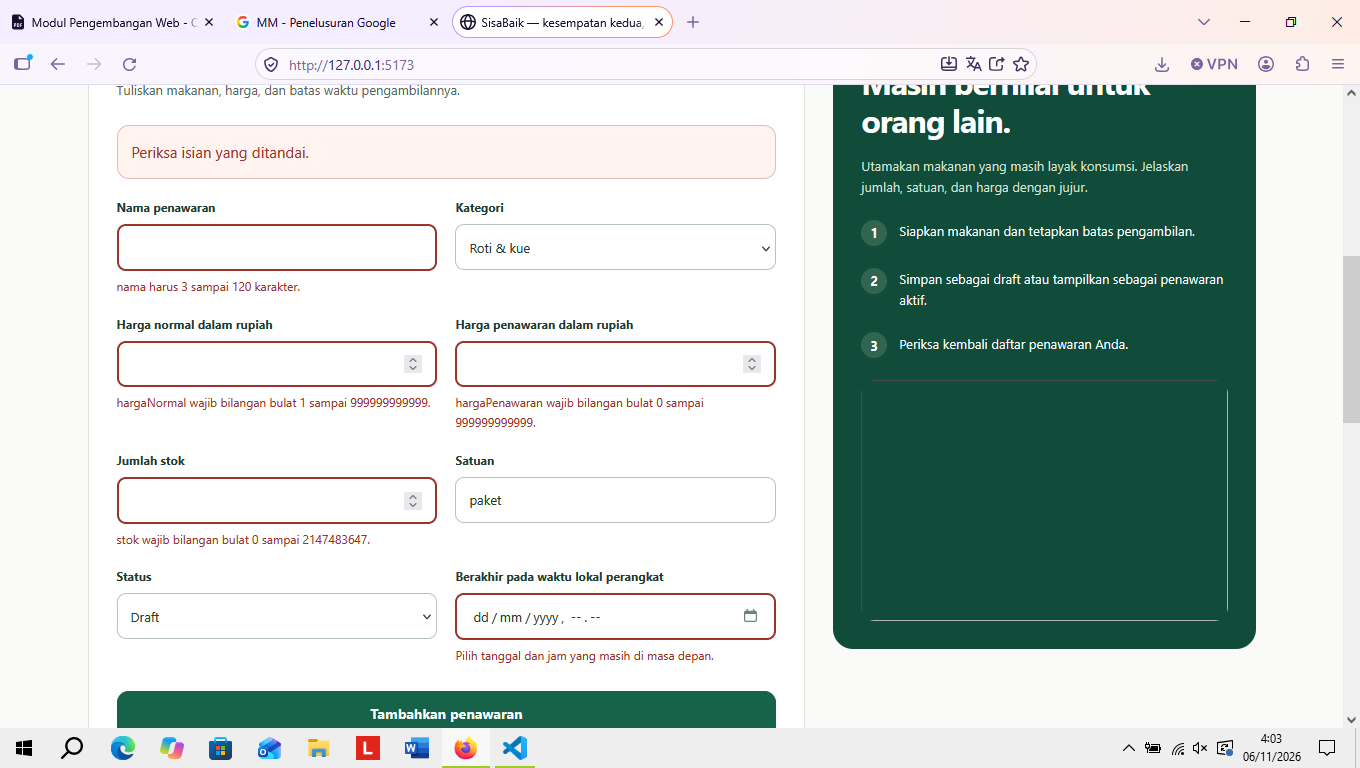 Modul Pengembangan Web - C
MM - Penelusuran Google
SisaBaik — kesempatan kedua,
http://127.0.0.1:5173
VPN
Tuliskan makanan, harga, dan batas waktu pengambilannya.
Periksa isian yang ditandai.
Nama penawaran
Kategori
Roti & kue
nama harus 3 sampai 120 karakter.
Harga normal dalam rupiah
Harga penawaran dalam rupiah
hargaNormal wajib bilangan bulat 1 sampai 999999999999.
hargaPenawaran wajib bilangan bulat 0 sampai
999999999999.
Jumlah stok
Satuan
paket
stok wajib bilangan bulat 0 sampai 2147483647.
Status
Berakhir pada waktu lokal perangkat
Draft
dd / mm / yyyy , -- . --
Pilih tanggal dan jam yang masih di masa depan.
Tambahkan penawaran
Masih bernilai untuk
orang lain.
Utamakan makanan yang masih layak konsumsi. Jelaskan
jumlah, satuan, dan harga dengan jujur.
1 Siapkan makanan dan tetapkan batas pengambilan.
2 Simpan sebagai draft atau tampilkan sebagai penawaran
aktif.
3 Periksa kembali daftar penawaran Anda.
4:03
06/11/2026